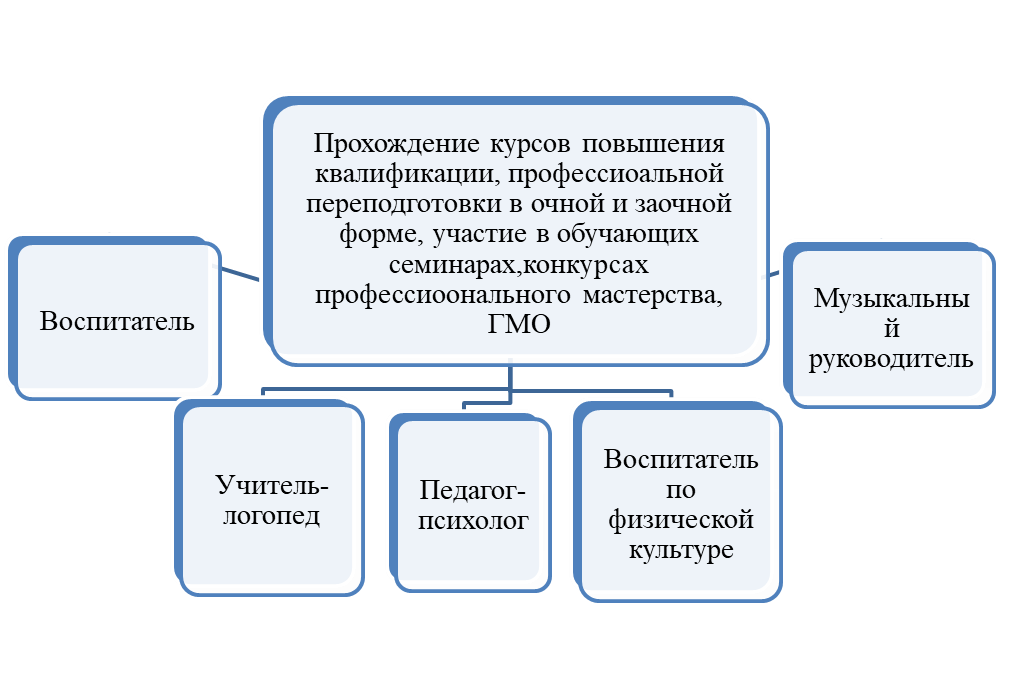 Прохождение курсов повышения
квалификации, профессиоальной
переподготовки в очной и заочной
форме, участие в обучающих
семинарах,конкурсах
профессиоонального мастерства,
ГМО
Воспитатель
Музыкальны
й
руководитель
Учитель-
логопед
Педагог-
психолог
Воспитатель
по
физической
культуре